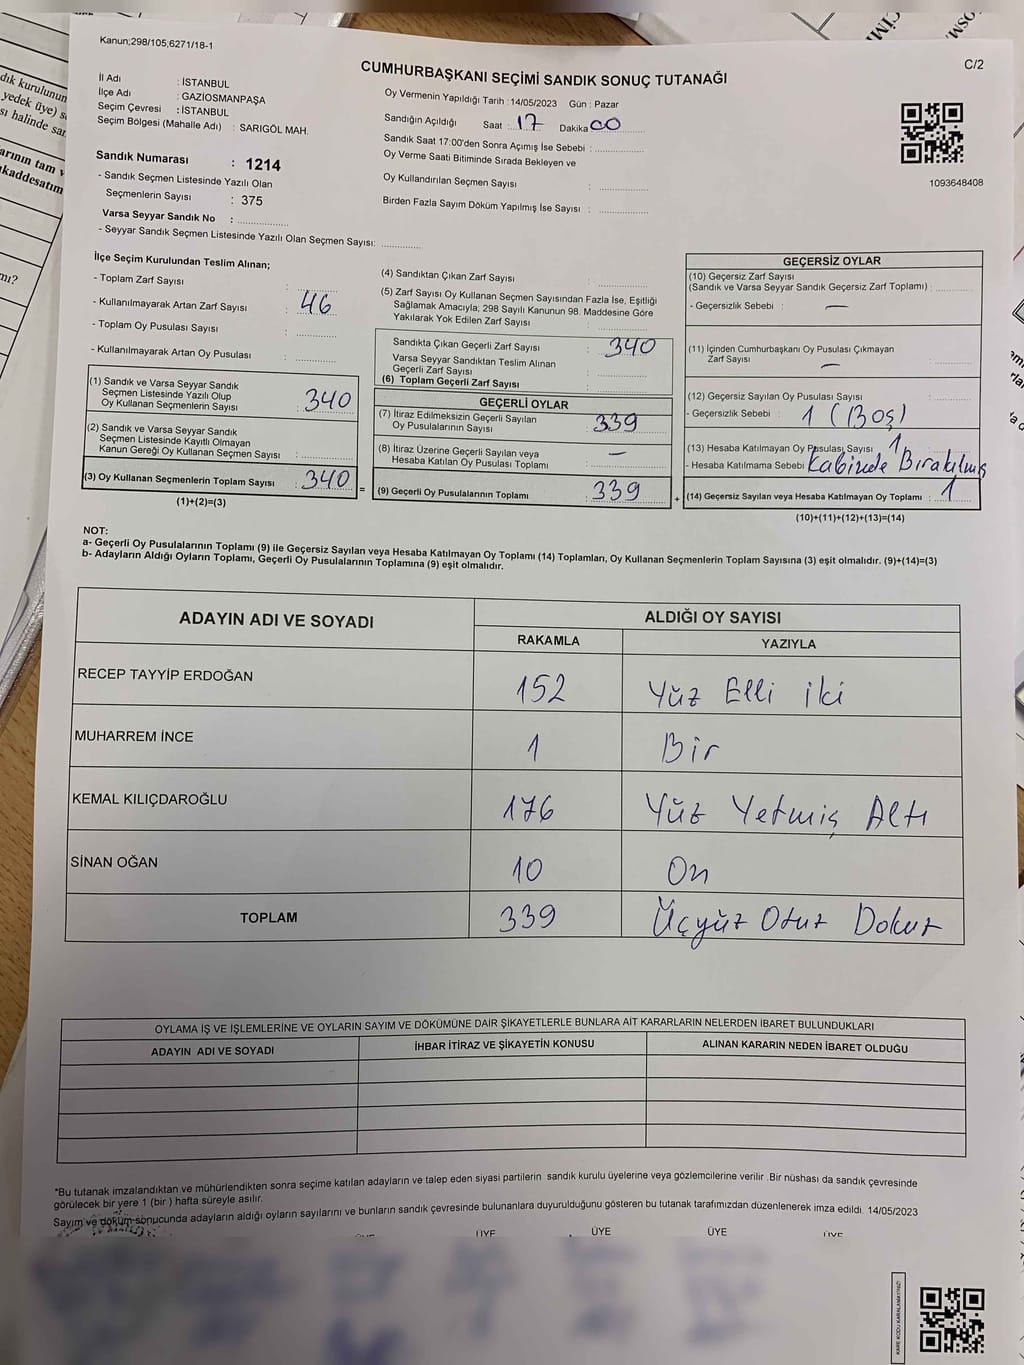 Kanun;298/105;6271/18-1
C/2
CUMHURBAŞKANI SEÇİMİ SANDIK SONUÇ TUTANAĞI
İl Adı : İSTANBUL
İlçe Adı : GAZİOSMANPAŞA
Seçim Çevresi : İSTANBUL
Seçim Bölgesi (Mahalle Adı) : SARIGÖL MAH.
Sandık Numarası : 1214
- Sandık Seçmen Listesinde Yazılı Olan
Seçmenlerin Sayısı : 375
Varsa Seyyar Sandık No :
- Seyyar Sandık Seçmen Listesinde Yazılı Olan Seçmen Sayısı:
Oy Vermenin Yapıldığı Tarih : 14/05/2023 Gün : Pazar
Sandığın Açıldığı Saat : 17 Dakika 00
Sandık Saat 17:00'den Sonra Açımış İse Sebebi :
Oy Verme Saati Bitiminde Sırada Bekleyen ve
Oy Kullandırılan Seçmen Sayısı :
Birden Fazla Sayım Döküm Yapılmış İse Sayısı :
1093648408
İlçe Seçim Kurulundan Teslim Alınan;
- Toplam Zarf Sayısı :
- Kullanılmayarak Artan Zarf Sayısı : 46
- Toplam Oy Pusulası Sayısı :
- Kullanılmayarak Artan Oy Pusulası :
(1) Sandık ve Varsa Seyyar Sandık
Seçmen Listesinde Yazılı Olup
Oy Kullanan Seçmenlerin Sayısı : 340
(2) Sandık ve Varsa Seyyar Sandık
Seçmen Listesinde Kayıtlı Olmayan
Kanun Gereği Oy Kullanan Seçmen Sayısı :
(3) Oy Kullanan Seçmenlerin Toplam Sayısı : 340
(1)+(2)=(3)
=
(4) Sandıktan Çıkan Zarf Sayısı :
(5) Zarf Sayısı Oy Kullanan Seçmen Sayısından Fazla İse, Eşitliği
Sağlamak Amacıyla; 298 Sayılı Kanunun 98. Maddesine Göre
Yakılarak Yok Edilen Zarf Sayısı :
Sandıkta Çıkan Geçerli Zarf Sayısı : 340
Varsa Seyyar Sandıktan Teslim Alınan
Geçerli Zarf Sayısı :
(6) Toplam Geçerli Zarf Sayısı :
GEÇERLİ OYLAR
(7) İtiraz Edilmeksizin Geçerli Sayılan
Oy Pusulalarının Sayısı : 339
(8) İtiraz Üzerine Geçerli Sayılan veya
Hesaba Katılan Oy Pusulası Toplamı : —
(9) Geçerli Oy Pusulalarının Toplamı : 339
+
GEÇERSİZ OYLAR
(10) Geçersiz Zarf Sayısı
(Sandık ve Varsa Seyyar Sandık Geçersiz Zarf Toplamı) :
- Geçersizlik Sebebi : —
(11) İçinden Cumhurbaşkanı Oy Pusulası Çıkmayan
Zarf Sayısı : —
(12) Geçersiz Sayılan Oy Pusulası Sayısı :
- Geçersizlik Sebebi : 1 (Boş)
(13) Hesaba Katılmayan Oy Pusulası Sayısı : 1
- Hesaba Katılmama Sebebi Kabinde Bırakılmış
(14) Geçersiz Sayılan veya Hesaba Katılmayan Oy Toplamı : 1
(10)+(11)+(12)+(13)=(14)
NOT:
a- Geçerli Oy Pusulalarının Toplamı (9) ile Geçersiz Sayılan veya Hesaba Katılmayan Oy Toplamı (14) Toplamları, Oy Kullanan Seçmenlerin Toplam Sayısına (3) eşit olmalıdır. (9)+(14)=(3)
b- Adayların Aldığı Oyların Toplamı, Geçerli Oy Pusulalarının Toplamına (9) eşit olmalıdır.
ADAYIN ADI VE SOYADI
ALDIĞI OY SAYISI
RAKAMLA YAZIYLA
RECEP TAYYİP ERDOĞAN 152 Yüz Elli iki
MUHARREM İNCE 1 Bir
KEMAL KILIÇDAROĞLU 176 Yüz Yetmiş Altı
SİNAN OĞAN 10 On
TOPLAM 339 Üçyüz Otuz Dokuz
OYLAMA İŞ VE İŞLEMLERİNE VE OYLARIN SAYIM VE DÖKÜMÜNE DAİR ŞİKAYETLERLE BUNLARA AİT KARARLARIN NELERDEN İBARET BULUNDUKLARI
ADAYIN ADI VE SOYADI İHBAR İTİRAZ VE ŞİKAYETİN KONUSU ALINAN KARARIN NEDEN İBARET OLDUĞU
*Bu tutanak imzalandıktan ve mühürlendikten sonra seçime katılan adayların ve talep eden siyasi partilerin sandık kurulu üyelerine veya gözlemcilerine verilir .Bir nüshası da sandık çevresinde
görülecek bir yere 1 (bir ) hafta süreyle asılır.
Sayım ve döküm sonucunda adayların aldığı oyların sayılarını ve bunların sandık çevresinde bulunanlara duyurulduğunu gösteren bu tutanak tarafımızdan düzenlenerek imza edildi. 14/05/2023
ÜYE ÜYE ÜYE ÜYE